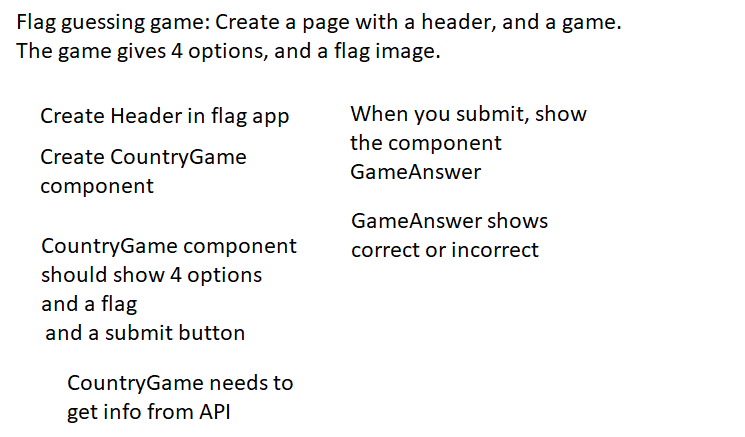 Flag guessing game: Create a page with a header, and a game.
The game gives 4 options, and a flag image.
Create Header in flag app
Create CountryGame
component
CountryGame component
should show 4 options
and a flag
and a submit button
CountryGame needs to
get info from API
When you submit, show
the component
GameAnswer
GameAnswer shows
correct or incorrect